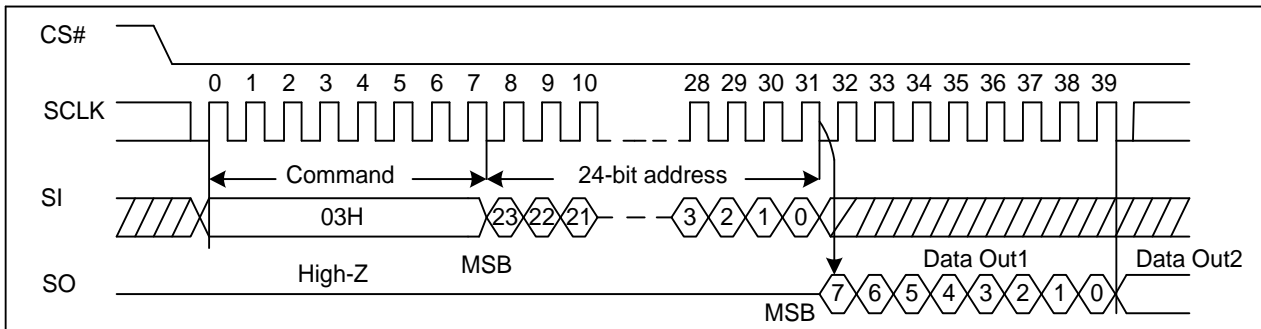 CS#
0 1 2 3 4 5 6 7 8 9 10 28 29 30 31 32 33 34 35 36 37 38 39
SCLK
Command 24-bit address
SI
03H 23 22 21 3 2 1 0
High-Z MSB Data Out1 Data Out2
SO
MSB 7 6 5 4 3 2 1 0